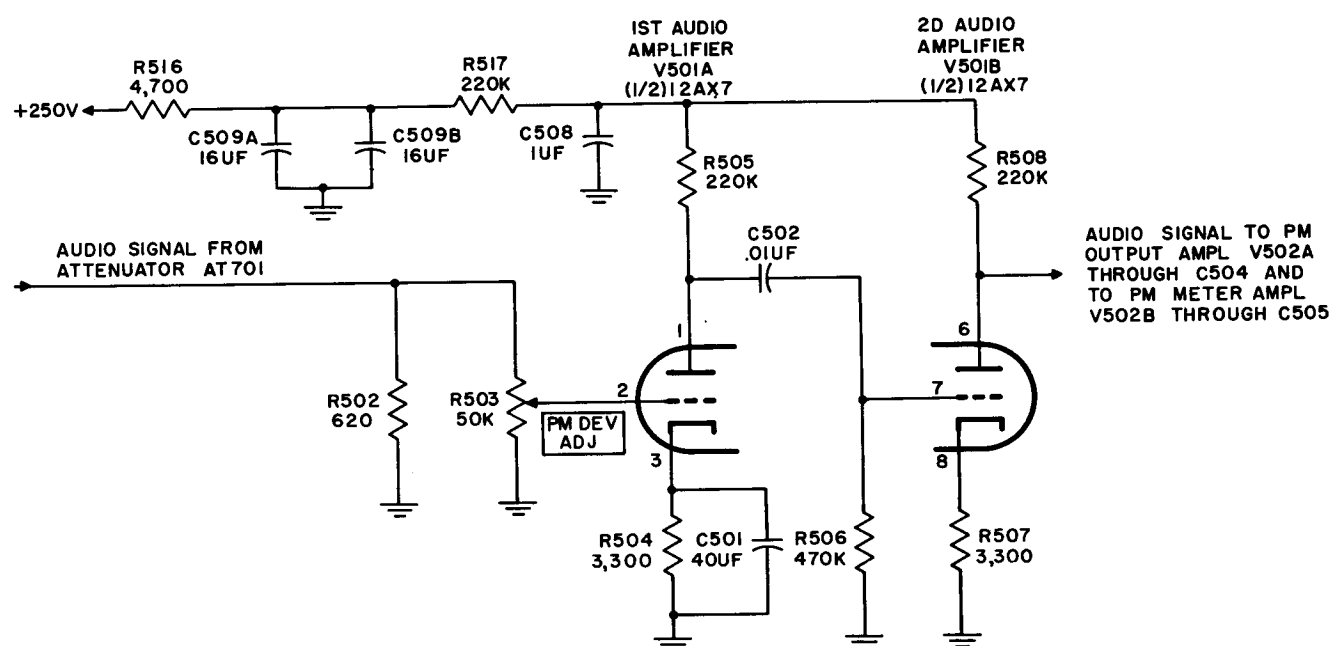 1ST AUDIO
AMPLIFIER
V501A
(1/2)12AX7
2D AUDIO
AMPLIFIER
V501B
(1/2)12AX7
R516
4,700
R517
220K
+250V
C509A
16UF
C509B
16UF
C508
1UF
R505
220K
R508
220K
AUDIO SIGNAL FROM
ATTENUATOR AT701
C502
.01UF
AUDIO SIGNAL TO PM
OUTPUT AMPL V502A
THROUGH C504 AND
TO PM METER AMPL
V502B THROUGH C505
1
6
2
7
R502
620
R503
50K
PM DEV
ADJ
3
8
R504
3,300
C501
40UF
R506
470K
R507
3,300